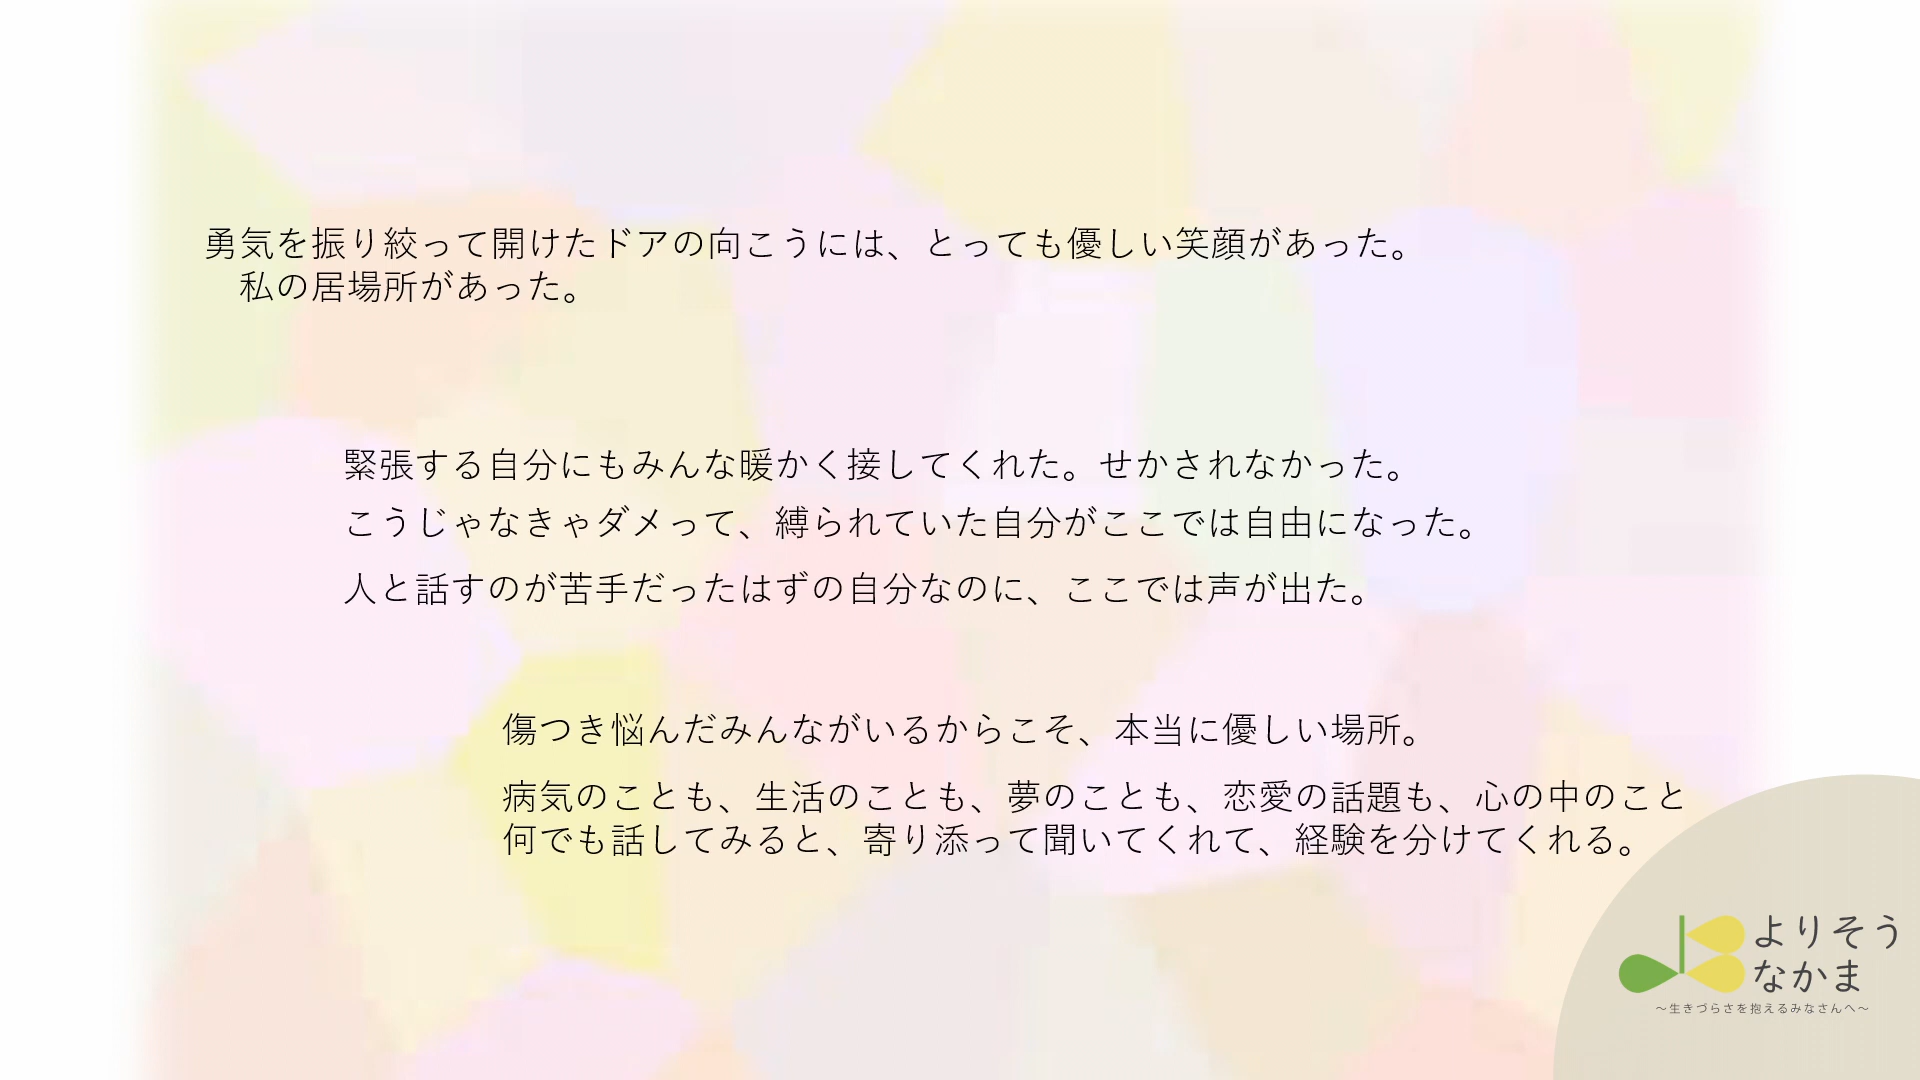 勇気を振り絞って開けたドアの向こうには、とっても優しい笑顔があった。
私の居場所があった。
緊張する自分にもみんな暖かく接してくれた。せかされなかった。
こうじゃなきゃダメって、縛られていた自分がここでは自由になった。
人と話すのが苦手だったはずの自分なのに、ここでは声が出た。
傷つき悩んだみんながいるからこそ、本当に優しい場所。
病気のことも、生活のことも、夢のことも、恋愛の話題も、心の中のこと
何でも話してみると、寄り添って聞いてくれて、経験を分けてくれる。
よりそう
なかま
～生きづらさを抱えるみなさんへ～